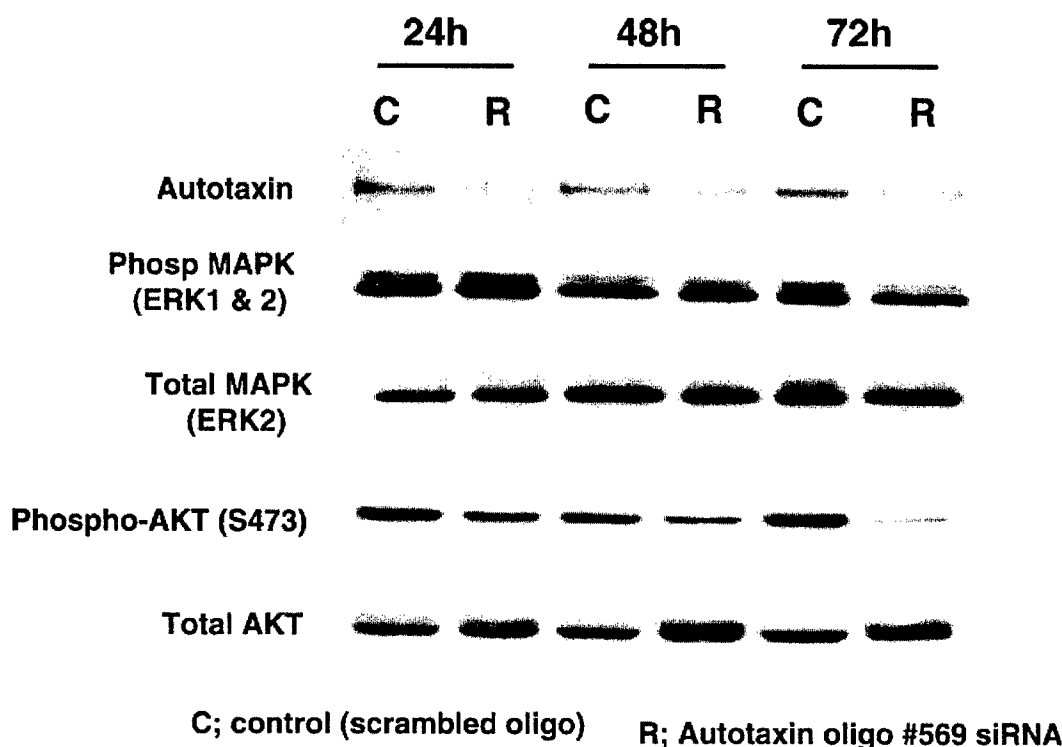 24h 48h 72h
C R C R C R
Autotaxin
Phosp MAPK
(ERK1 & 2)
Total MAPK
(ERK2)
Phospho-AKT (S473)
Total AKT
C; control (scrambled oligo) R; Autotaxin oligo #569 siRNA